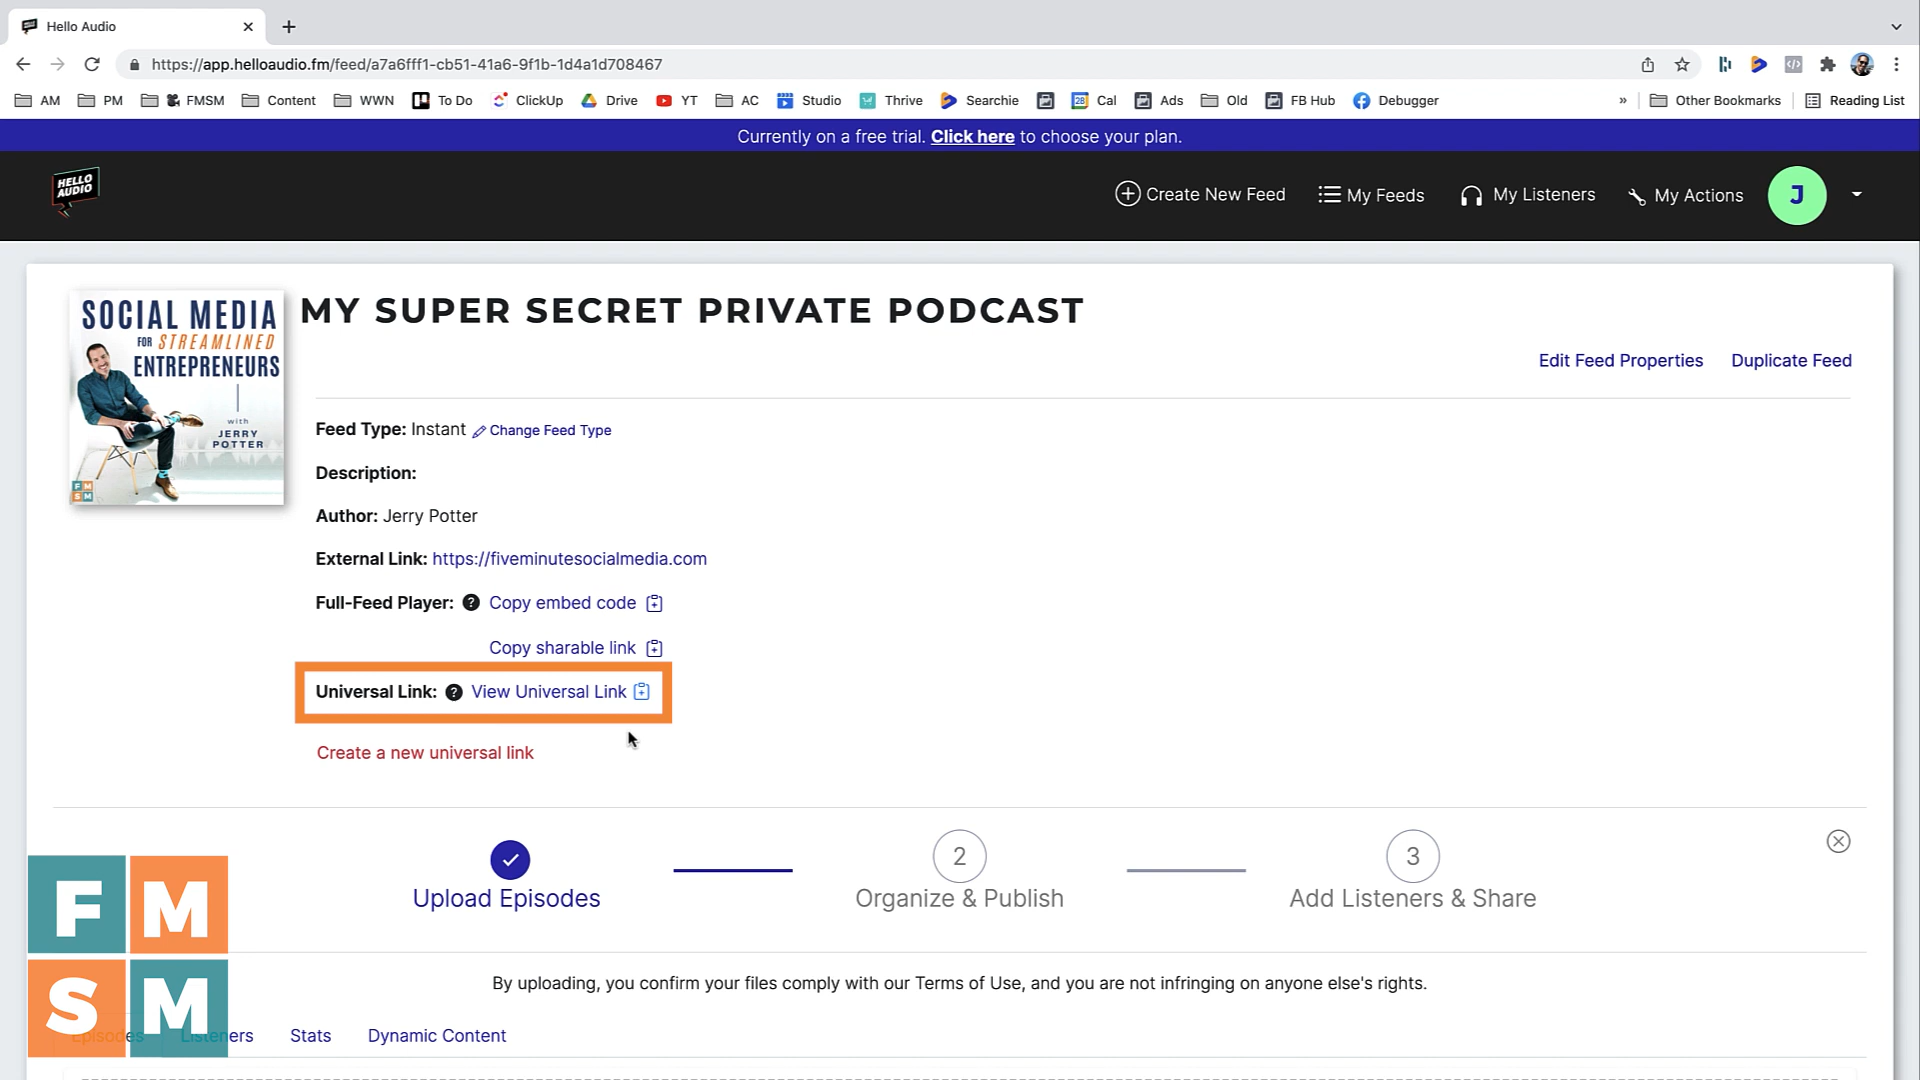 Hello Audio
https://app.helloaudio.fm/feed/a7a6fff1-cb51-41a6-9f1b-1d4a1d708467
AM PM FMSM Content WWN To Do ClickUp Drive YT AC Studio Thrive Searchie Cal Ads Old FB Hub Debugger » Other Bookmarks Reading List
Currently on a free trial. Click here to choose your plan.
HELLO AUDIO
Create New Feed My Feeds My Listeners My Actions J
SOCIAL MEDIA
FOR STREAMLINED
ENTREPRENEURS
with
JERRY
POTTER
F M
S M
MY SUPER SECRET PRIVATE PODCAST
Edit Feed Properties Duplicate Feed
Feed Type: Instant Change Feed Type
Description:
Author: Jerry Potter
External Link: https://fiveminutesocialmedia.com
Full-Feed Player: ? Copy embed code
Copy sharable link
Universal Link: ? View Universal Link
Create a new universal link
2 3
Upload Episodes Organize & Publish Add Listeners & Share
By uploading, you confirm your files comply with our Terms of Use, and you are not infringing on anyone else's rights.
Episodes Listeners Stats Dynamic Content
F M
S M